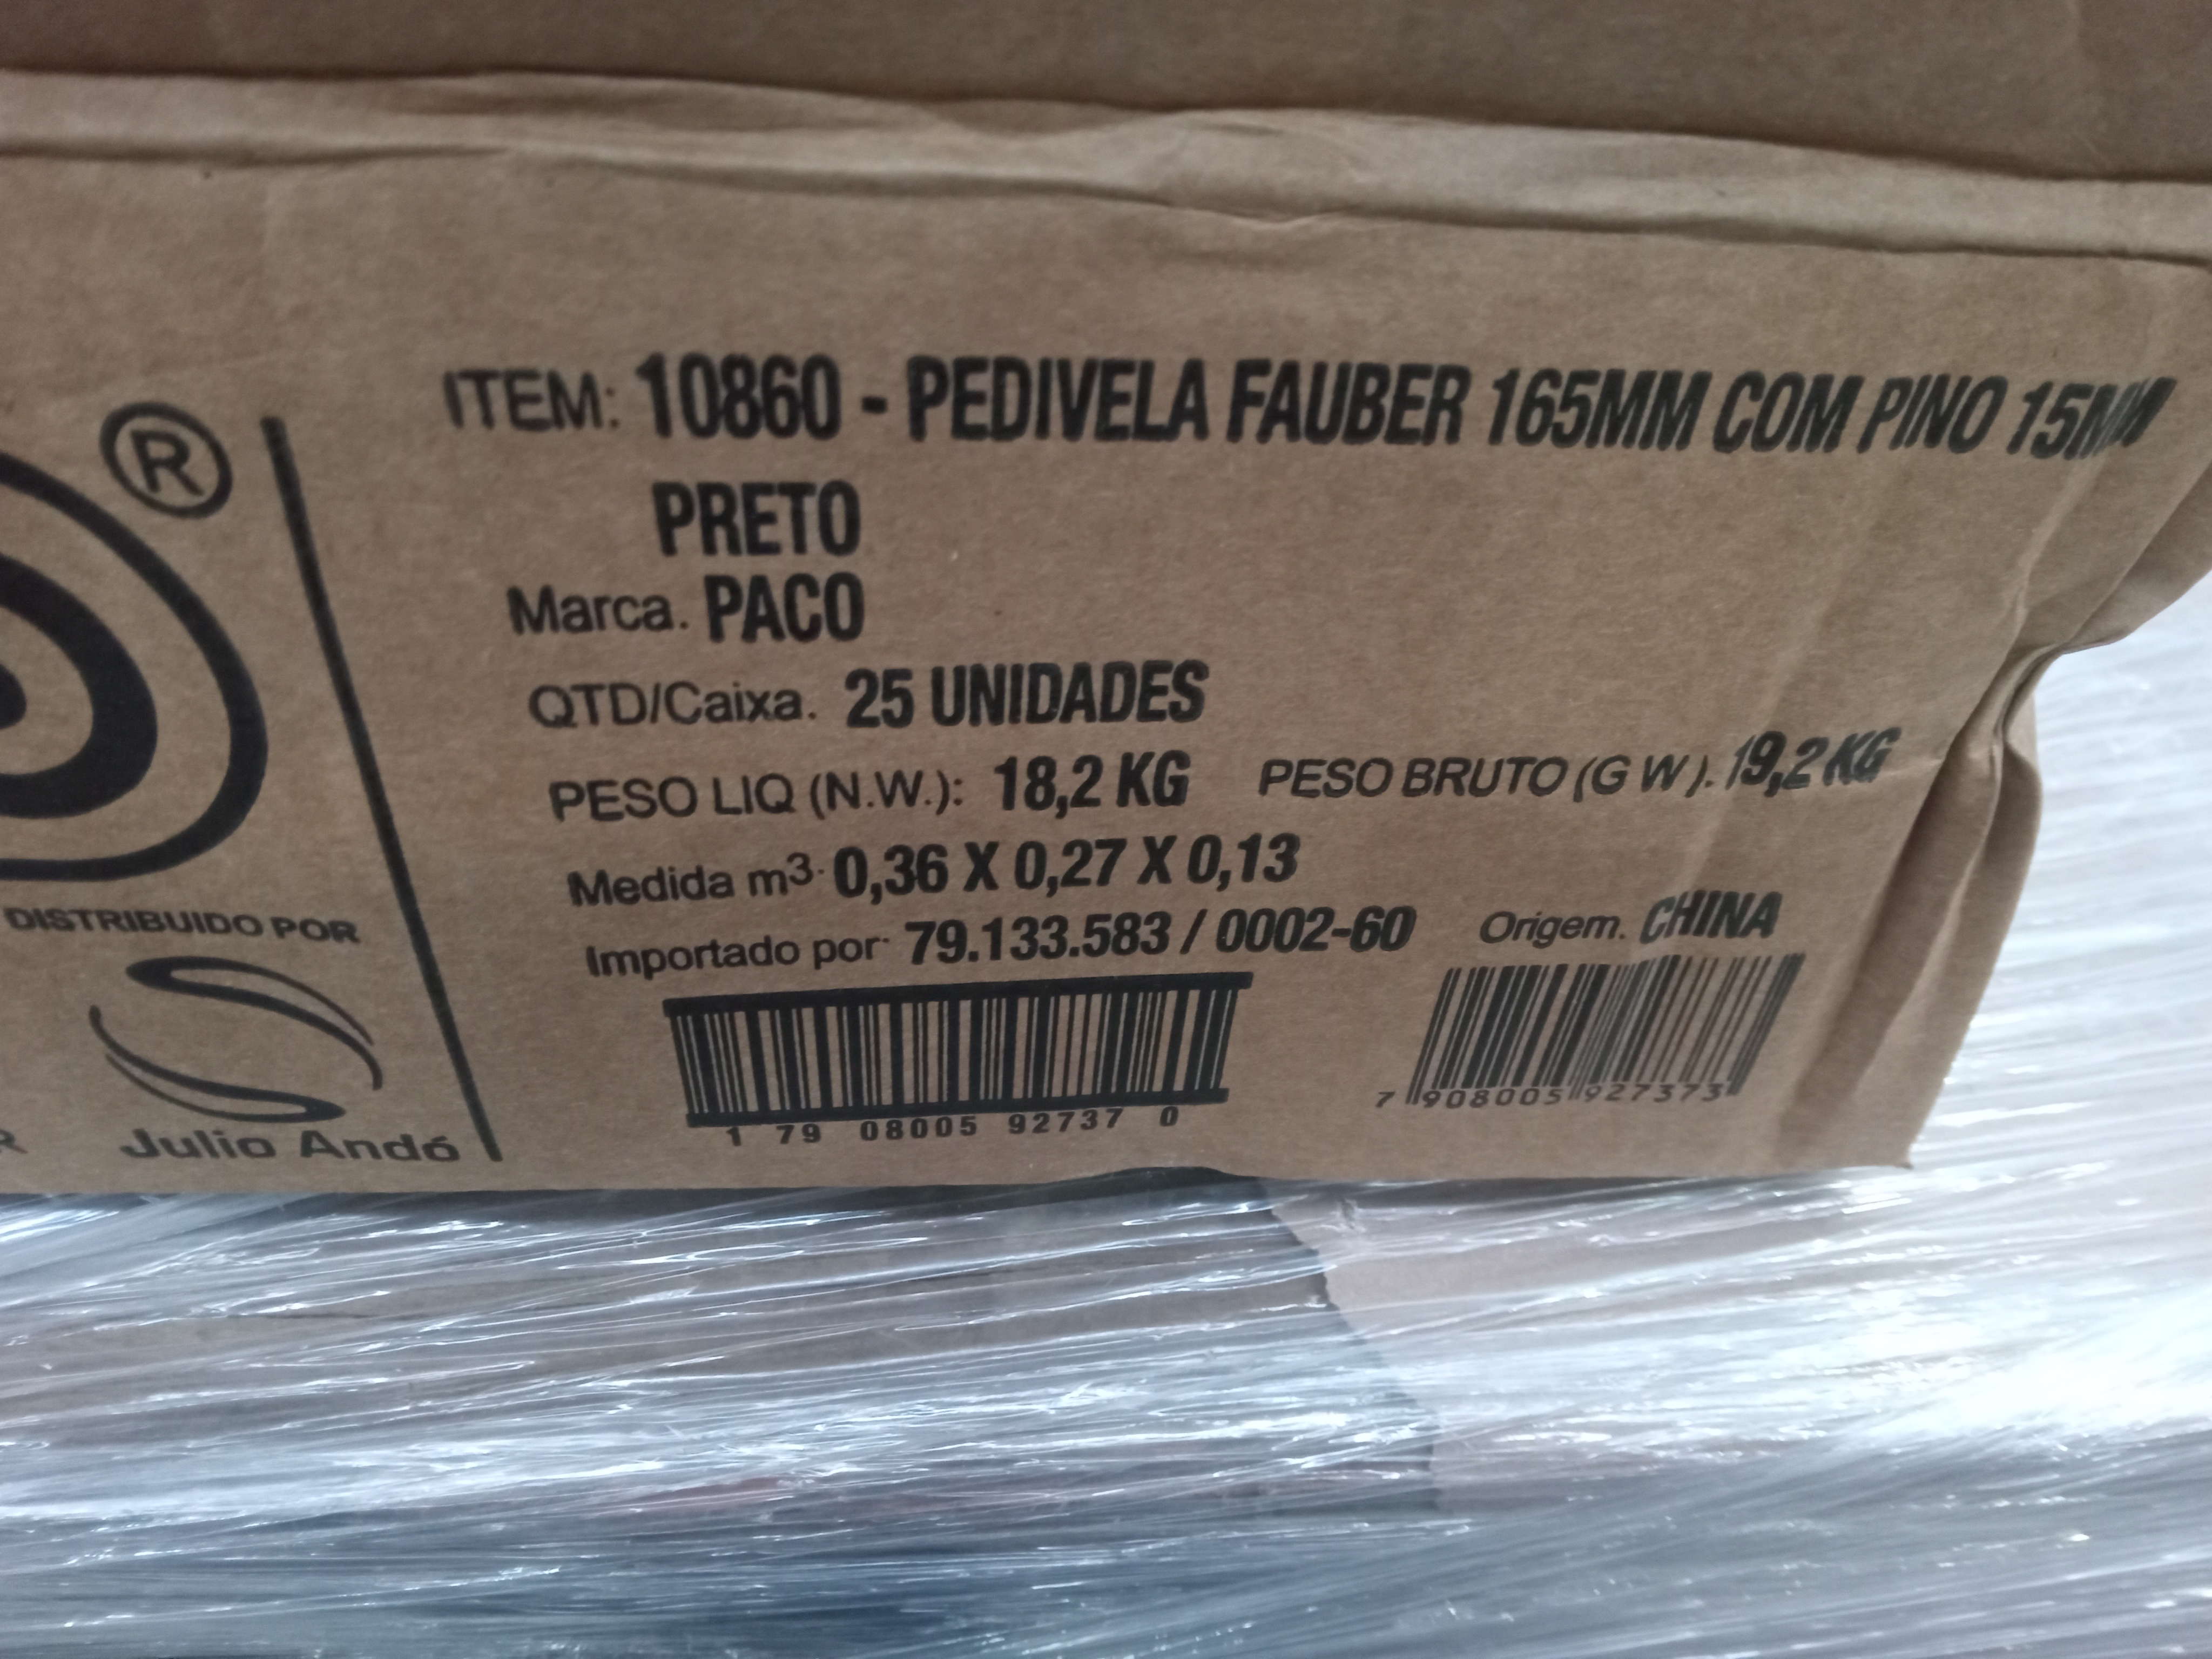 ®
ITEM: 10860 - PEDIVELA FAUBER 165MM COM PINO 15MM
PRETO
Marca. PACO
QTD/Caixa. 25 UNIDADES
PESO LIQ (N.W.): 18,2 KG PESO BRUTO (G W). 19,2 KG
Medida m³. 0,36 X 0,27 X 0,13
Importado por. 79.133.583 / 0002-60 Origem. CHINA
1 79 08005 92737 0
7 908005 927373
DISTRIBUIDO POR
Julio Andó